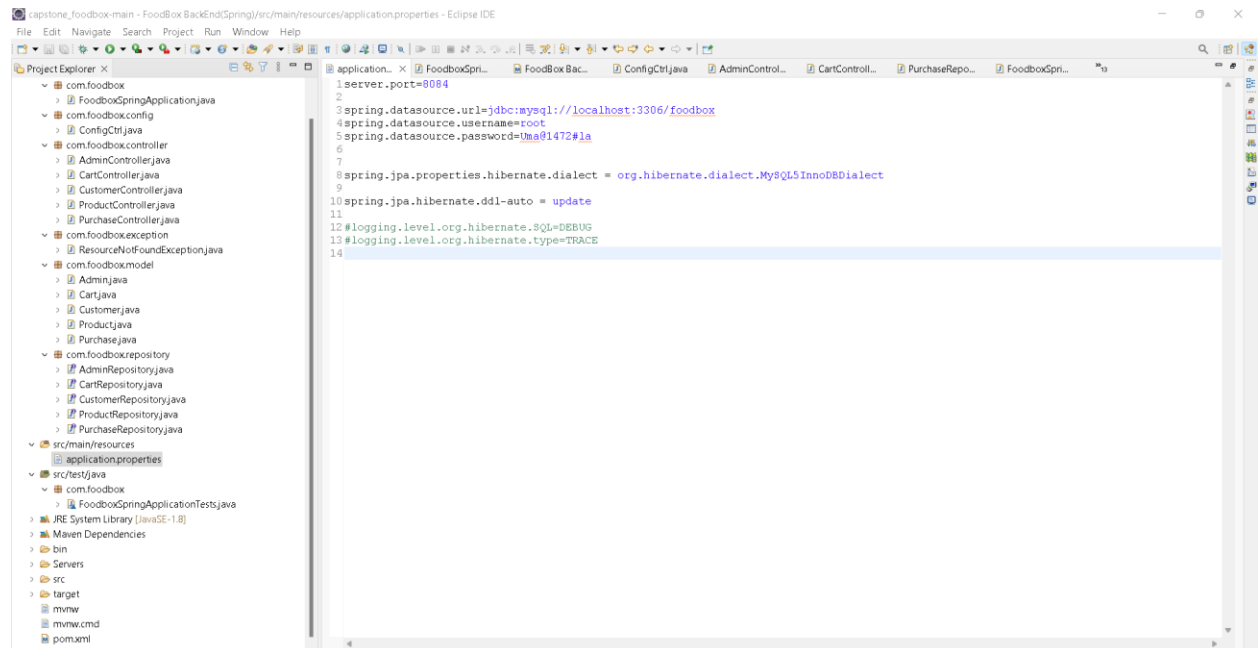 capstone_foodbox-main - FoodBox BackEnd(Spring)/src/main/resources/application.properties - Eclipse IDE
File Edit Navigate Search Project Run Window Help
Project Explorer
com.foodbox
FoodboxSpringApplication.java
com.foodbox.config
ConfigCtrl.java
com.foodbox.controller
AdminController.java
CartController.java
CustomerController.java
ProductController.java
PurchaseController.java
com.foodbox.exception
ResourceNotFoundException.java
com.foodbox.model
Admin.java
Cart.java
Customer.java
Product.java
Purchase.java
com.foodbox.repository
AdminRepository.java
CartRepository.java
CustomerRepository.java
ProductRepository.java
PurchaseRepository.java
src/main/resources
application.properties
src/test/java
com.foodbox
FoodboxSpringApplicationTests.java
JRE System Library [JavaSE-1.8]
Maven Dependencies
bin
Servers
src
target
mvnw
mvnw.cmd
pom.xml
application... FoodboxSpri... FoodBox Bac... ConfigCtrl.java AdminControl... CartControll... PurchaseRepo... FoodboxSpri... »13
1 server.port=8084
2
3 spring.datasource.url=jdbc:mysql://localhost:3306/foodbox
4 spring.datasource.username=root
5 spring.datasource.password=Uma@1472#la
6
7
8 spring.jpa.properties.hibernate.dialect = org.hibernate.dialect.MySQL5InnoDBDialect
9
10 spring.jpa.hibernate.ddl-auto = update
11
12 #logging.level.org.hibernate.SQL=DEBUG
13 #logging.level.org.hibernate.type=TRACE
14